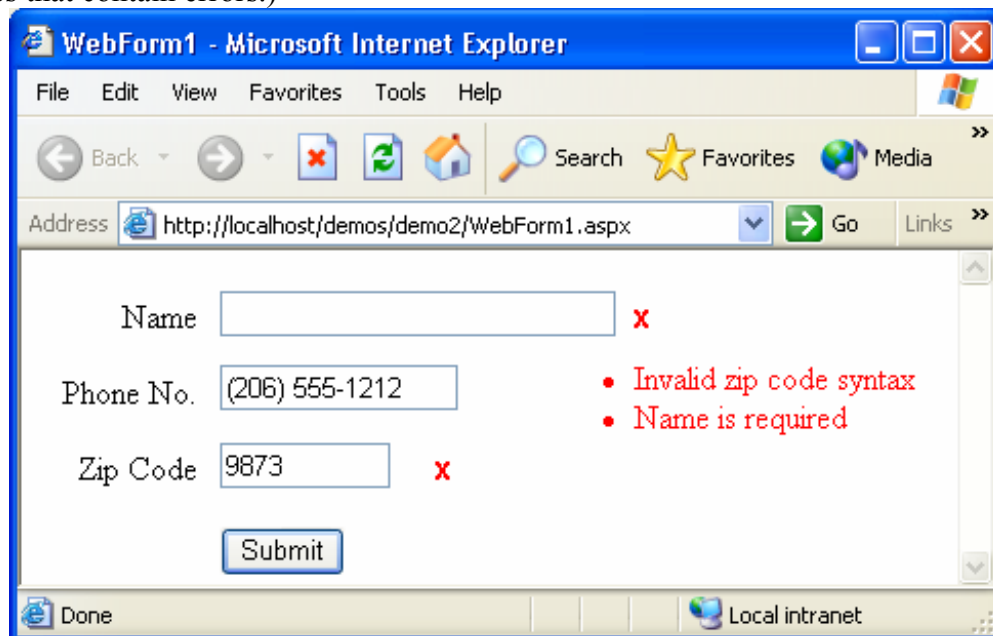 s that contain errors.)
WebForm1 - Microsoft Internet Explorer
File Edit View Favorites Tools Help
Back Search Favorites Media »
Address http://localhost/demos/demo2/WebForm1.aspx Go Links »
Name x
Phone No. (206) 555-1212
• Invalid zip code syntax
• Name is required
Zip Code 9873 x
Submit
Done Local intranet